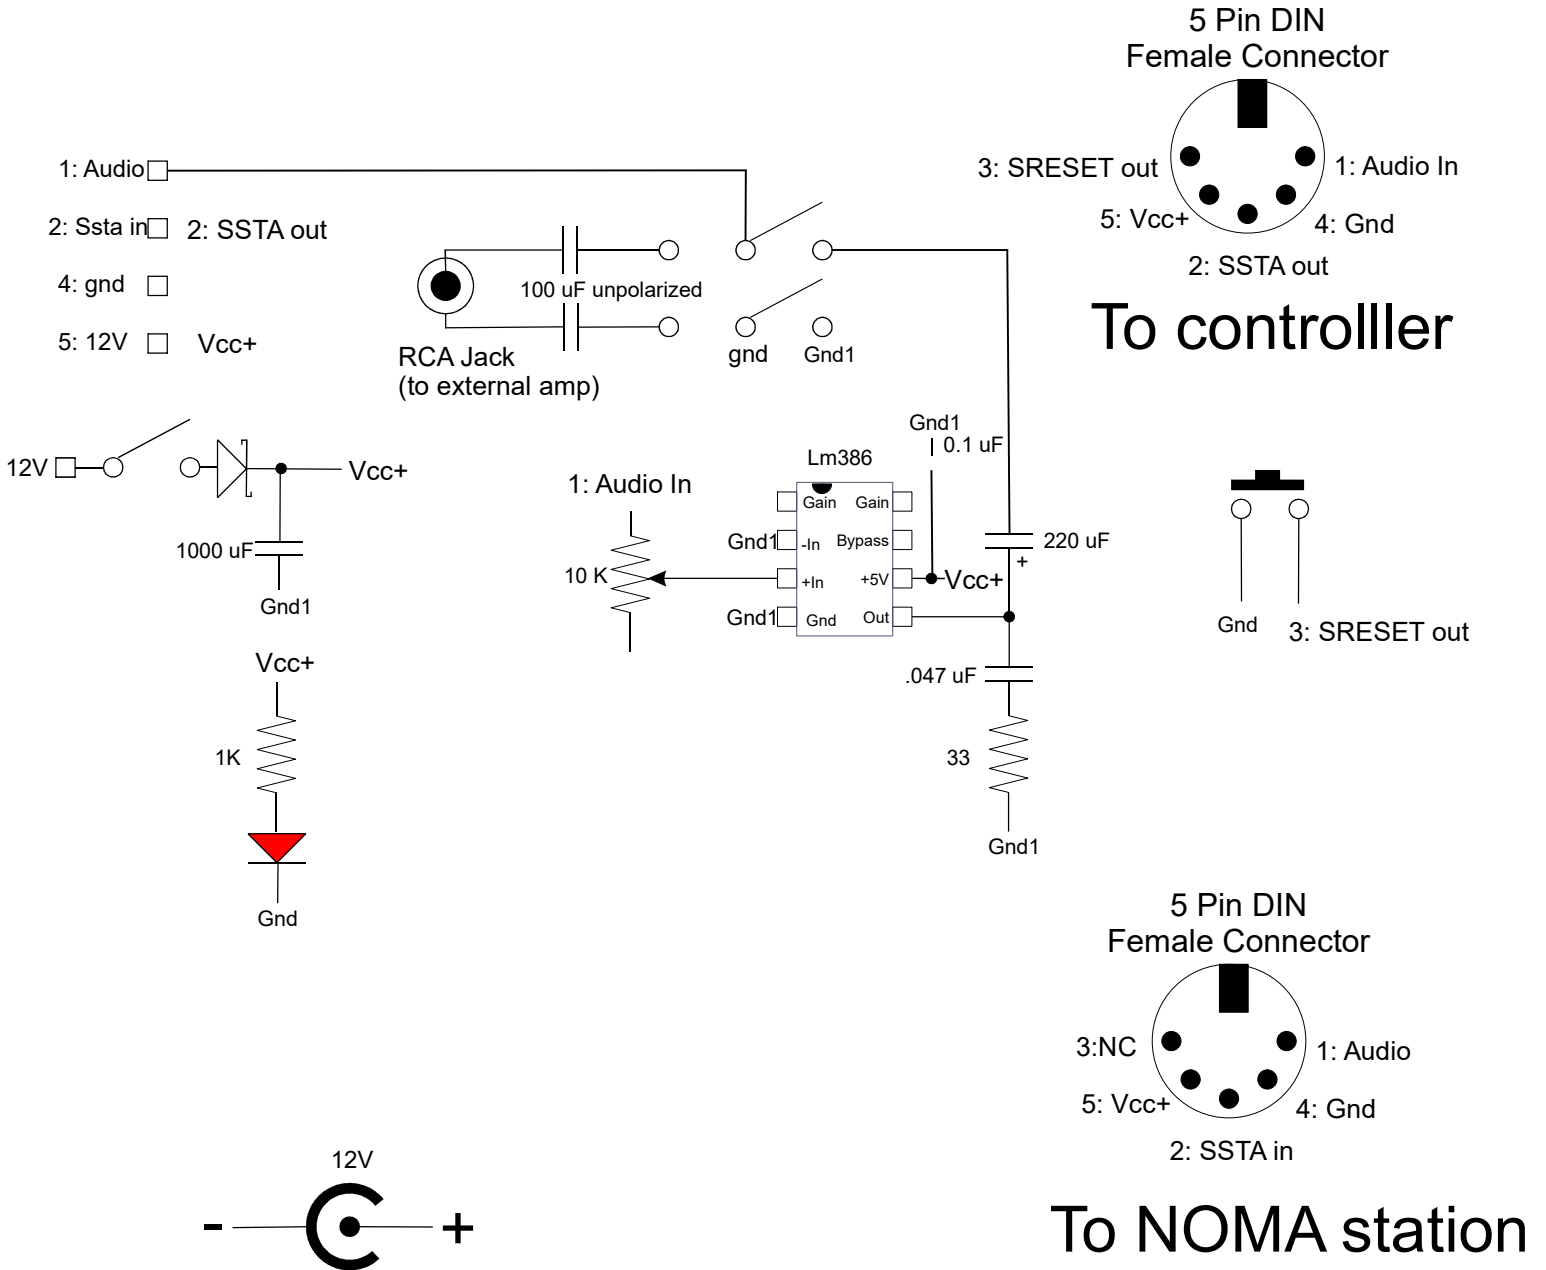 5 Pin DIN
Female Connector
3: SRESET out
1: Audio In
5: Vcc+
4: Gnd
2: SSTA out
To controlller
1: Audio
2: Ssta in
2: SSTA out
4: gnd
5: 12V
Vcc+
100 uF unpolarized
RCA Jack
(to external amp)
gnd
Gnd1
12V
Vcc+
1000 uF
Gnd1
Vcc+
1K
Gnd
1: Audio In
10 K
Lm386
Gain
Gain
Gnd1
-In
Bypass
+In
+5V
Gnd1
Gnd
Out
Gnd1
0.1 uF
Vcc+
220 uF
+
.047 uF
33
Gnd1
Gnd
3: SRESET out
5 Pin DIN
Female Connector
3:NC
1: Audio
5: Vcc+
4: Gnd
2: SSTA in
To NOMA station
12V
- +